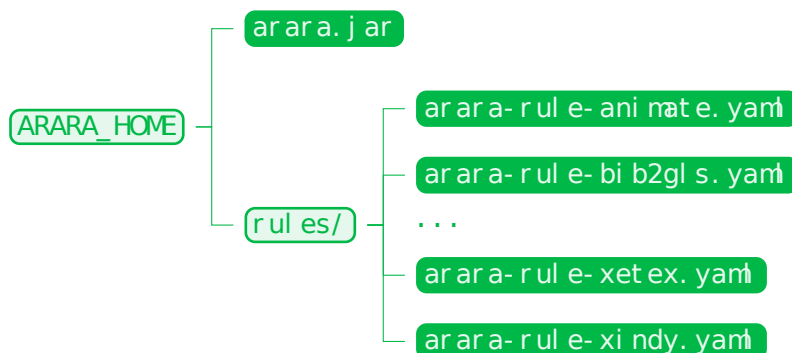 arara.jar
arara-rule-animate.yaml
ARARA_HOME
arara-rule-bib2gls.yaml
rules/
...
arara-rule-xetex.yaml
arara-rule-xindy.yaml